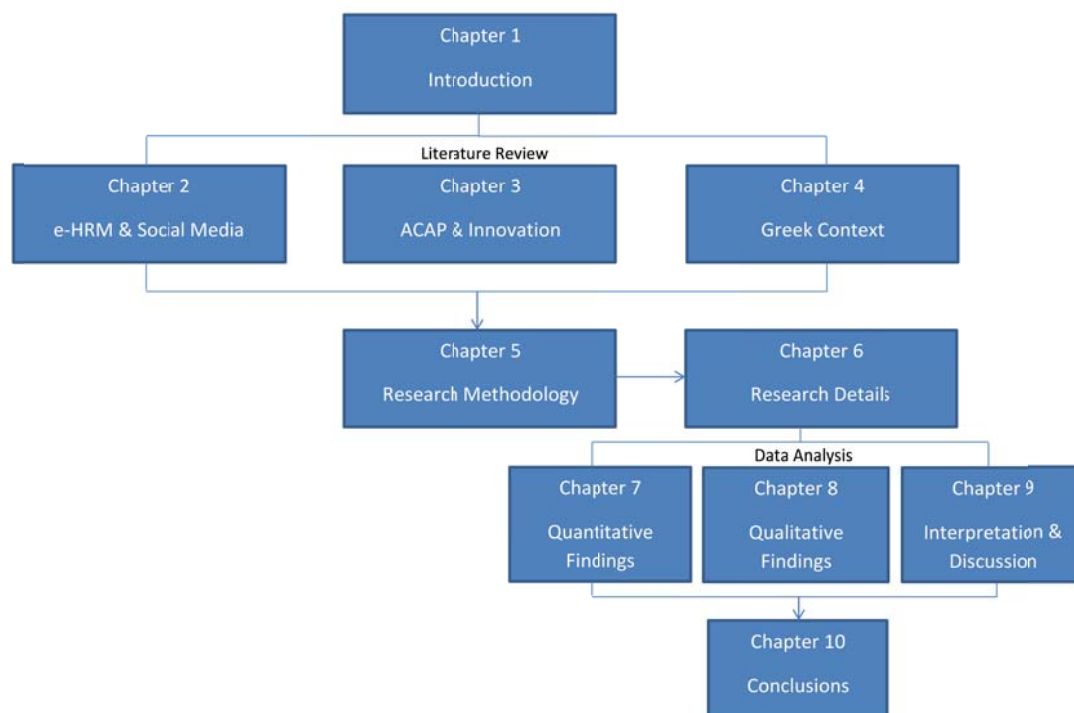 Chapter 1
Introduction
Literature Review
Chapter 2
e-HRM & Social Media
Chapter 3
ACAP & Innovation
Chapter 4
Greek Context
Chapter 5
Research Methodology
Chapter 6
Research Details
Data Analysis
Chapter 7
Quantitative
Findings
Chapter 8
Qualitative
Findings
Chapter 9
Interpretation &
Discussion
Chapter 10
Conclusions